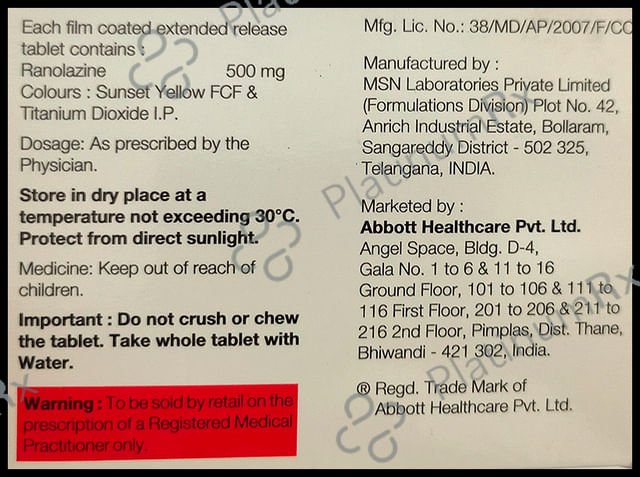 Each film coated extended release
tablet contains :
Ranolazine 500 mg
Colours : Sunset Yellow FCF &
Titanium Dioxide I.P.
Dosage: As prescribed by the
Physician.
Store in dry place at a
temperature not exceeding 30°C.
Protect from direct sunlight.
Medicine: Keep out of reach of
children.
Important : Do not crush or chew
the tablet. Take whole tablet with
Water.
Warning : To be sold by retail on the
prescription of a Registered Medical
Practitioner only.
Mfg. Lic. No.: 38/MD/AP/2007/F/CC
Manufactured by :
MSN Laboratories Private Limited
(Formulations Division) Plot No. 42,
Anrich Industrial Estate, Bollaram,
Sangareddy District - 502 325,
Telangana, INDIA.
Marketed by :
Abbott Healthcare Pvt. Ltd.
Angel Space, Bldg. D-4,
Gala No. 1 to 6 & 11 to 16
Ground Floor, 101 to 106 & 111 to
116 First Floor, 201 to 206 & 211 to
216 2nd Floor, Pimplas, Dist. Thane,
Bhiwandi - 421 302, India.
® Regd. Trade Mark of
Abbott Healthcare Pvt. Ltd.
PlatinumRx
PlatinumRx